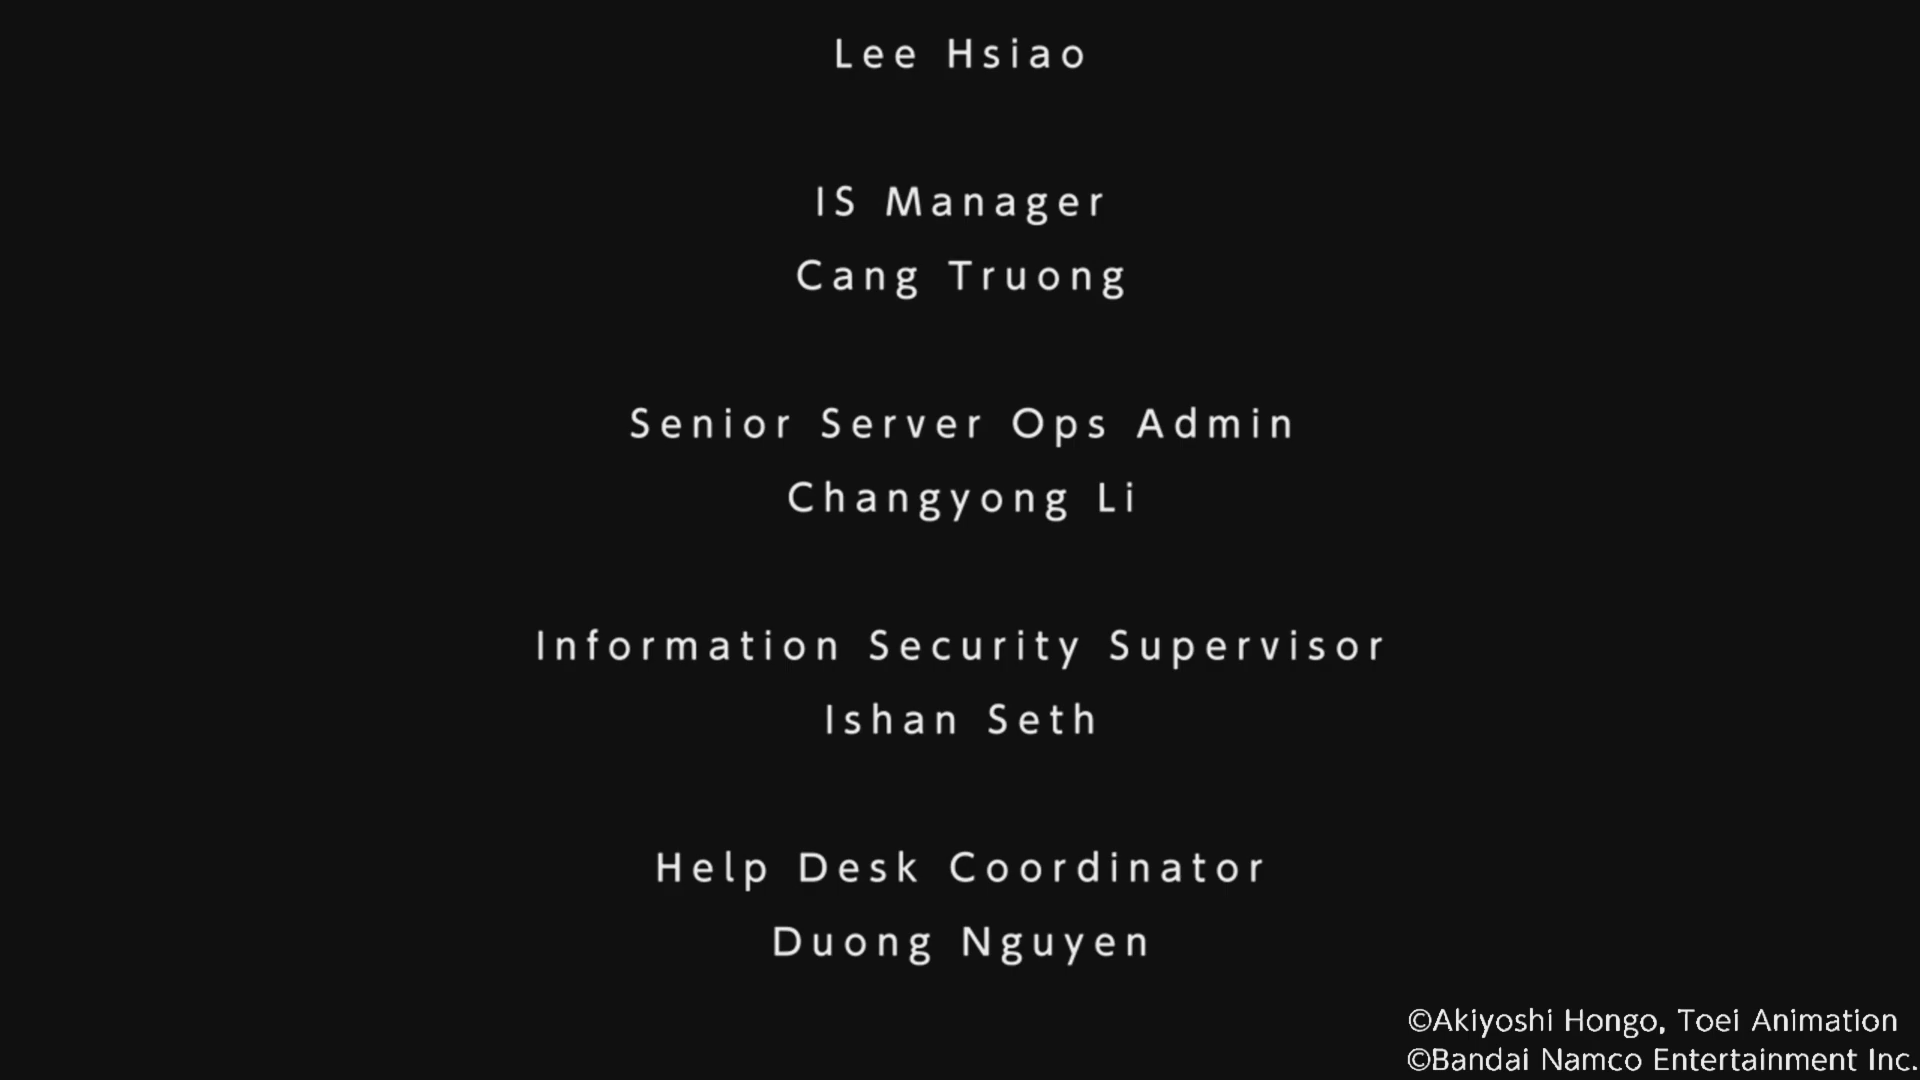 Lee Hsiao
IS Manager
Cang Truong
Senior Server Ops Admin
Changyong Li
Information Security Supervisor
Ishan Seth
Help Desk Coordinator
Duong Nguyen
©Akiyoshi Hongo, Toei Animation
©Bandai Namco Entertainment Inc.